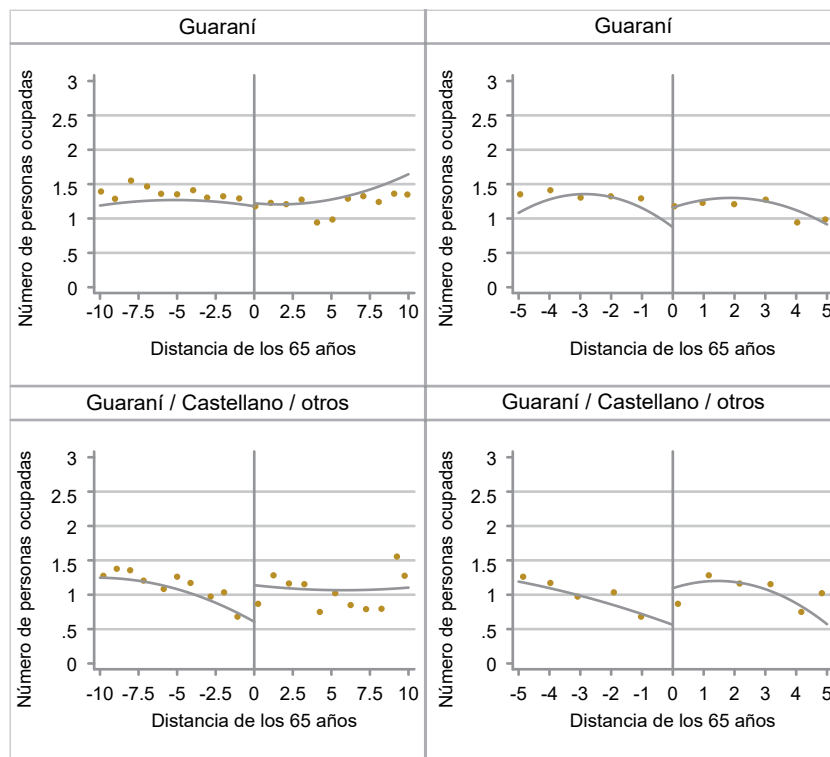 Guaraní
Número de personas ocupadas
3
2.5
2
1.5
1
.5
0
-10 -7.5 -5 -2.5 0 2.5 5 7.5 10
Distancia de los 65 años
Guaraní
Número de personas ocupadas
3
2.5
2
1.5
1
.5
0
-5 -4 -3 -2 -1 0 1 2 3 4 5
Distancia de los 65 años
Guaraní / Castellano / otros
Número de personas ocupadas
3
2.5
2
1.5
1
.5
0
-10 -7.5 -5 -2.5 0 2.5 5 7.5 10
Distancia de los 65 años
Guaraní / Castellano / otros
Número de personas ocupadas
3
2.5
2
1.5
1
.5
0
-5 -4 -3 -2 -1 0 1 2 3 4 5
Distancia de los 65 años